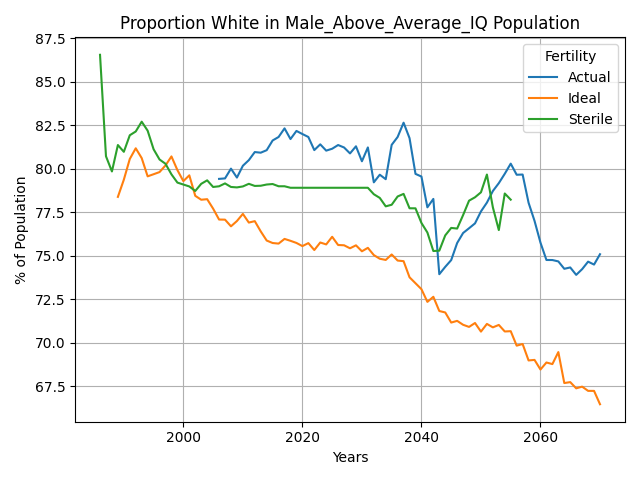 Proportion White in Male_Above_Average_IQ Population
87.5
85.0
82.5
80.0
77.5
75.0
72.5
70.0
67.5
% of Population
Fertility
Actual
Ideal
Sterile
2000
2020
2040
2060
Years